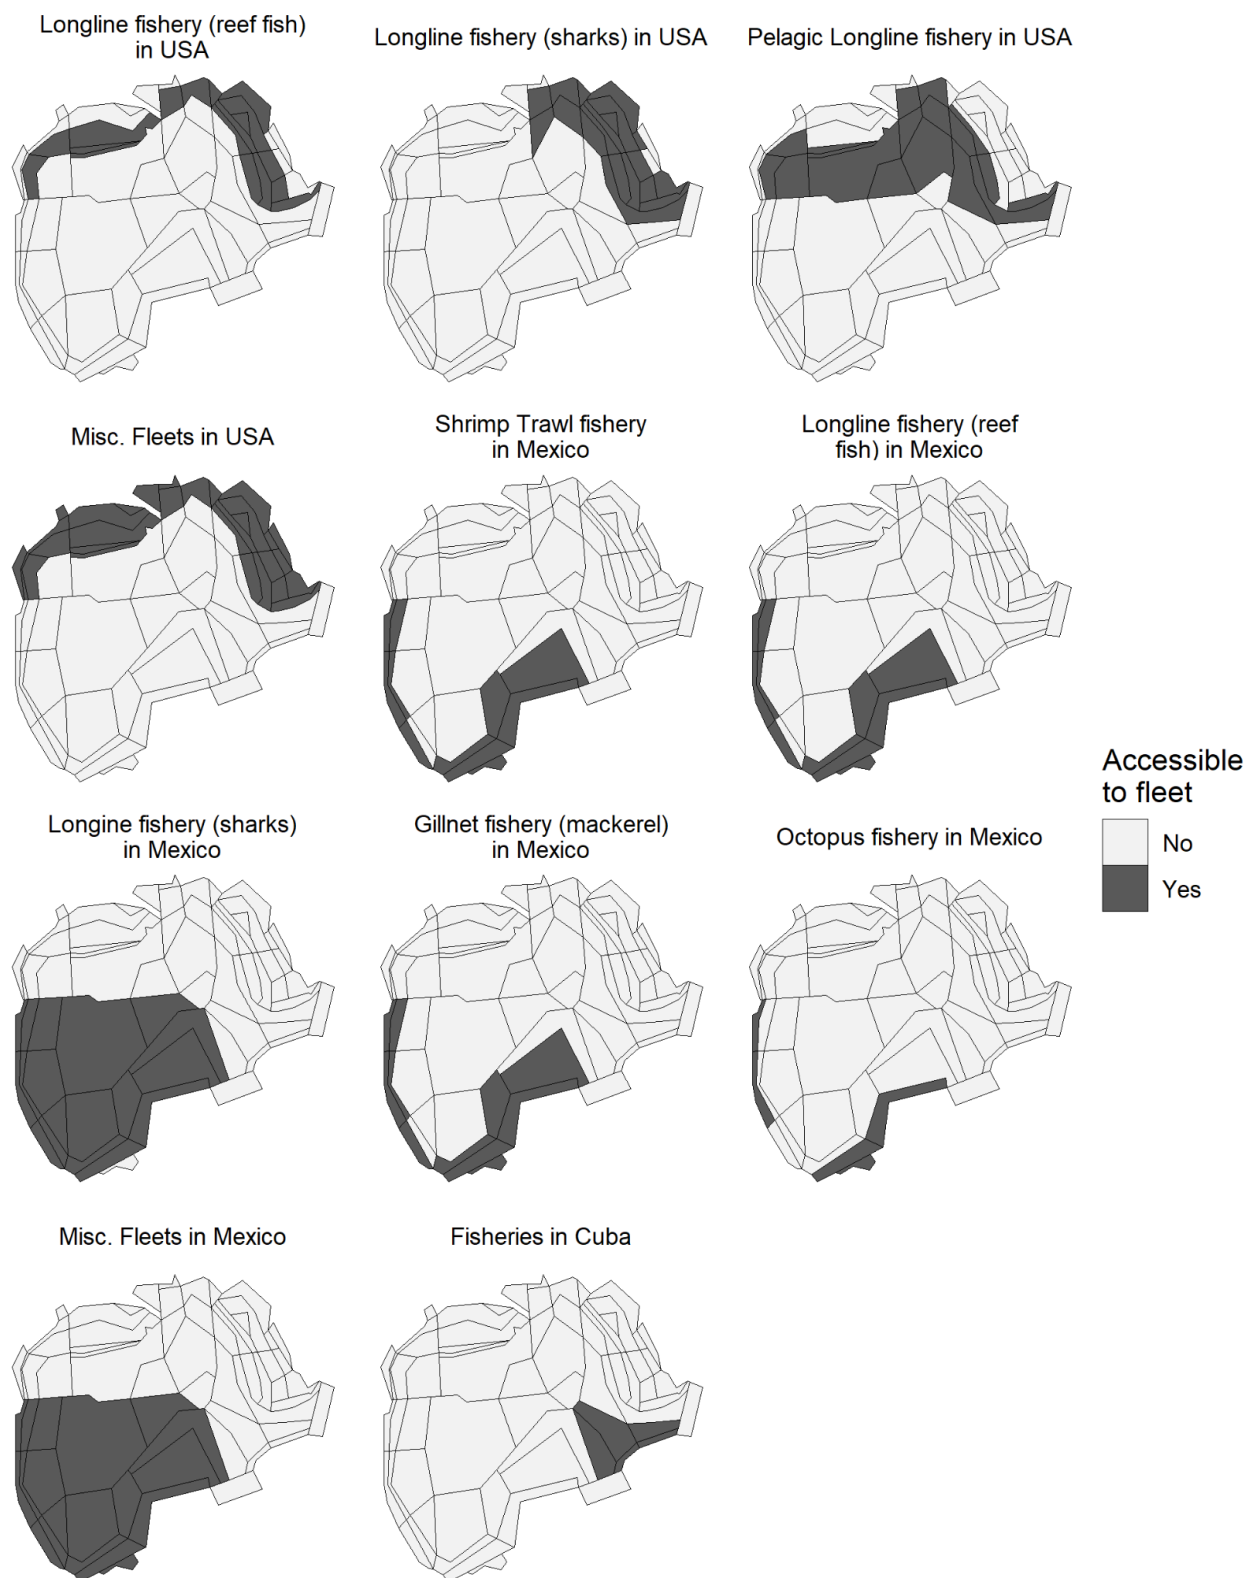 Longline fishery (reef fish)
in USA
Longline fishery (sharks) in USA
Pelagic Longline fishery in USA
Misc. Fleets in USA
Shrimp Trawl fishery
in Mexico
Longline fishery (reef
fish) in Mexico
Longine fishery (sharks)
in Mexico
Gillnet fishery (mackerel)
in Mexico
Octopus fishery in Mexico
Accessible
to fleet
No
Yes
Misc. Fleets in Mexico
Fisheries in Cuba